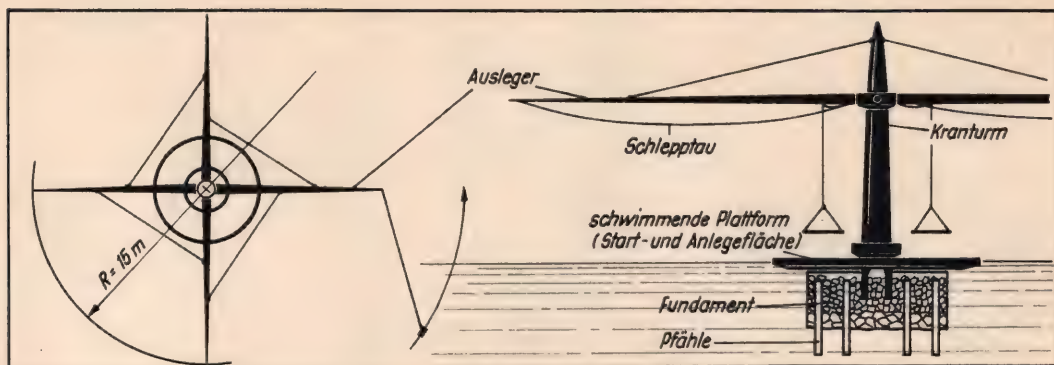 R = 15 m
Ausleger
Schlepptau
Kranturm
schwimmende Plattform
(Start- und Anlegefläche)
Fundament
Pfähle